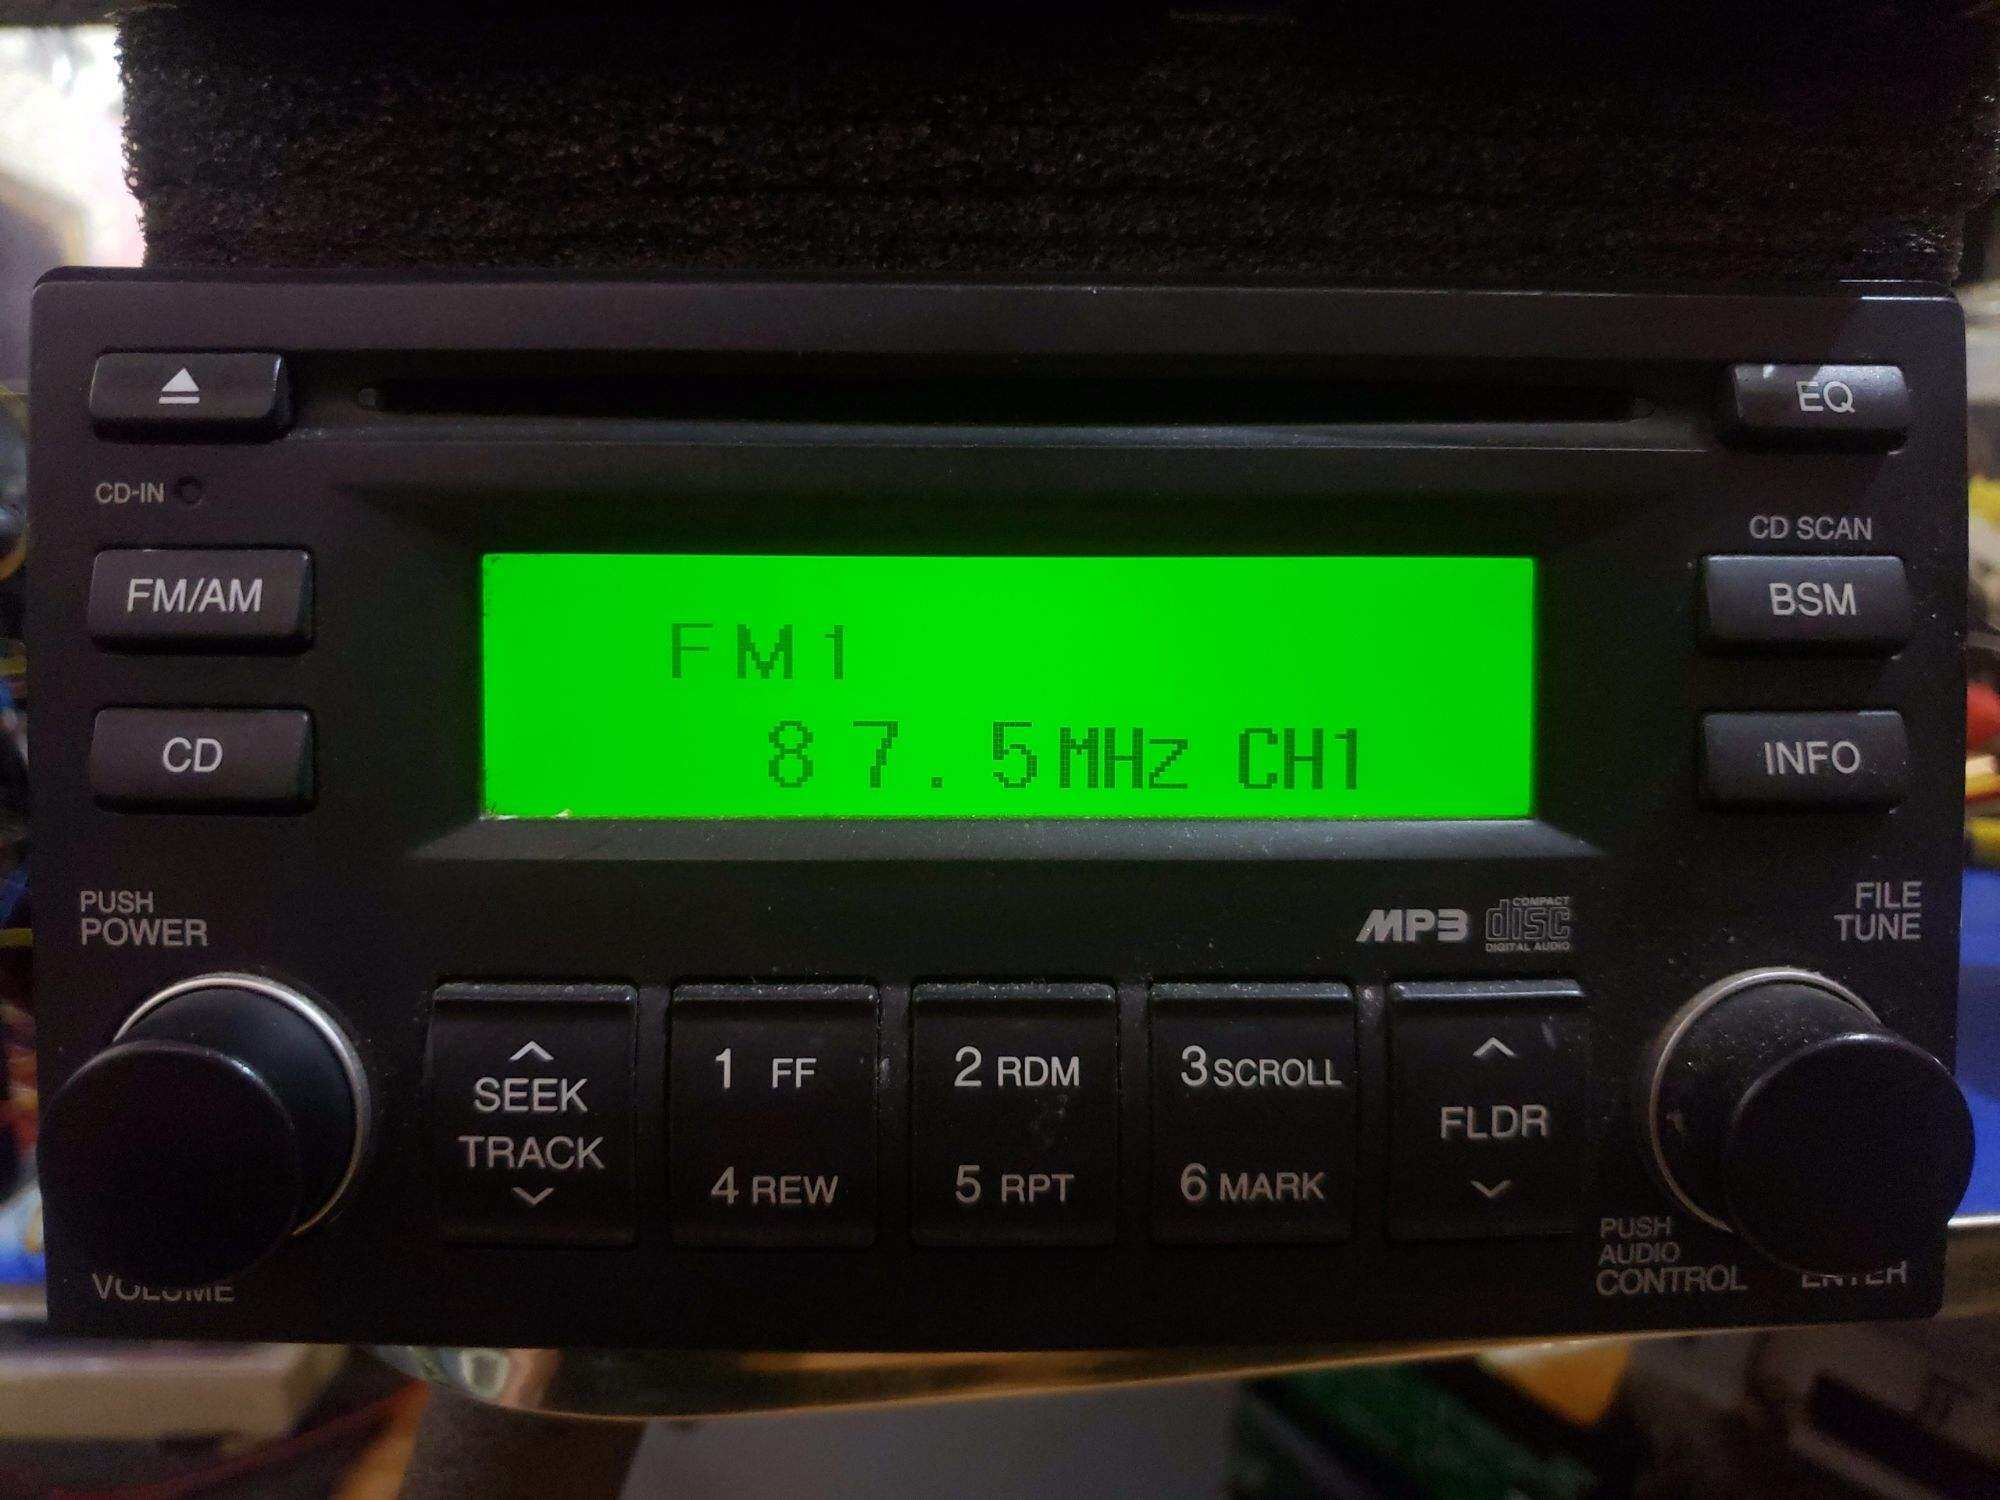 EQ
CD-IN
CD SCAN
FM/AM
BSM
FM1
CD
87.5MHz CH1
INFO
PUSH
POWER
MP3
COMPACT
disc
DIGITAL AUDIO
FILE
TUNE
SEEK
TRACK
1 FF
4 REW
2 RDM
5 RPT
3 SCROLL
6 MARK
FLDR
VOLUME
PUSH
AUDIO
CONTROL
ENTER